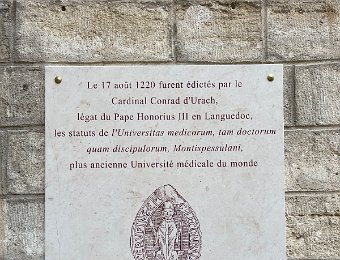 Le 17 août 1220 furent édictés par le
Cardinal Conrad d'Urach,
légat du Pape Honorius III en Languedoc,
les statuts de l'Universitas medicorum, tam doctorum
quam discipulorum, Montispessulani,
plus ancienne Université médicale du monde